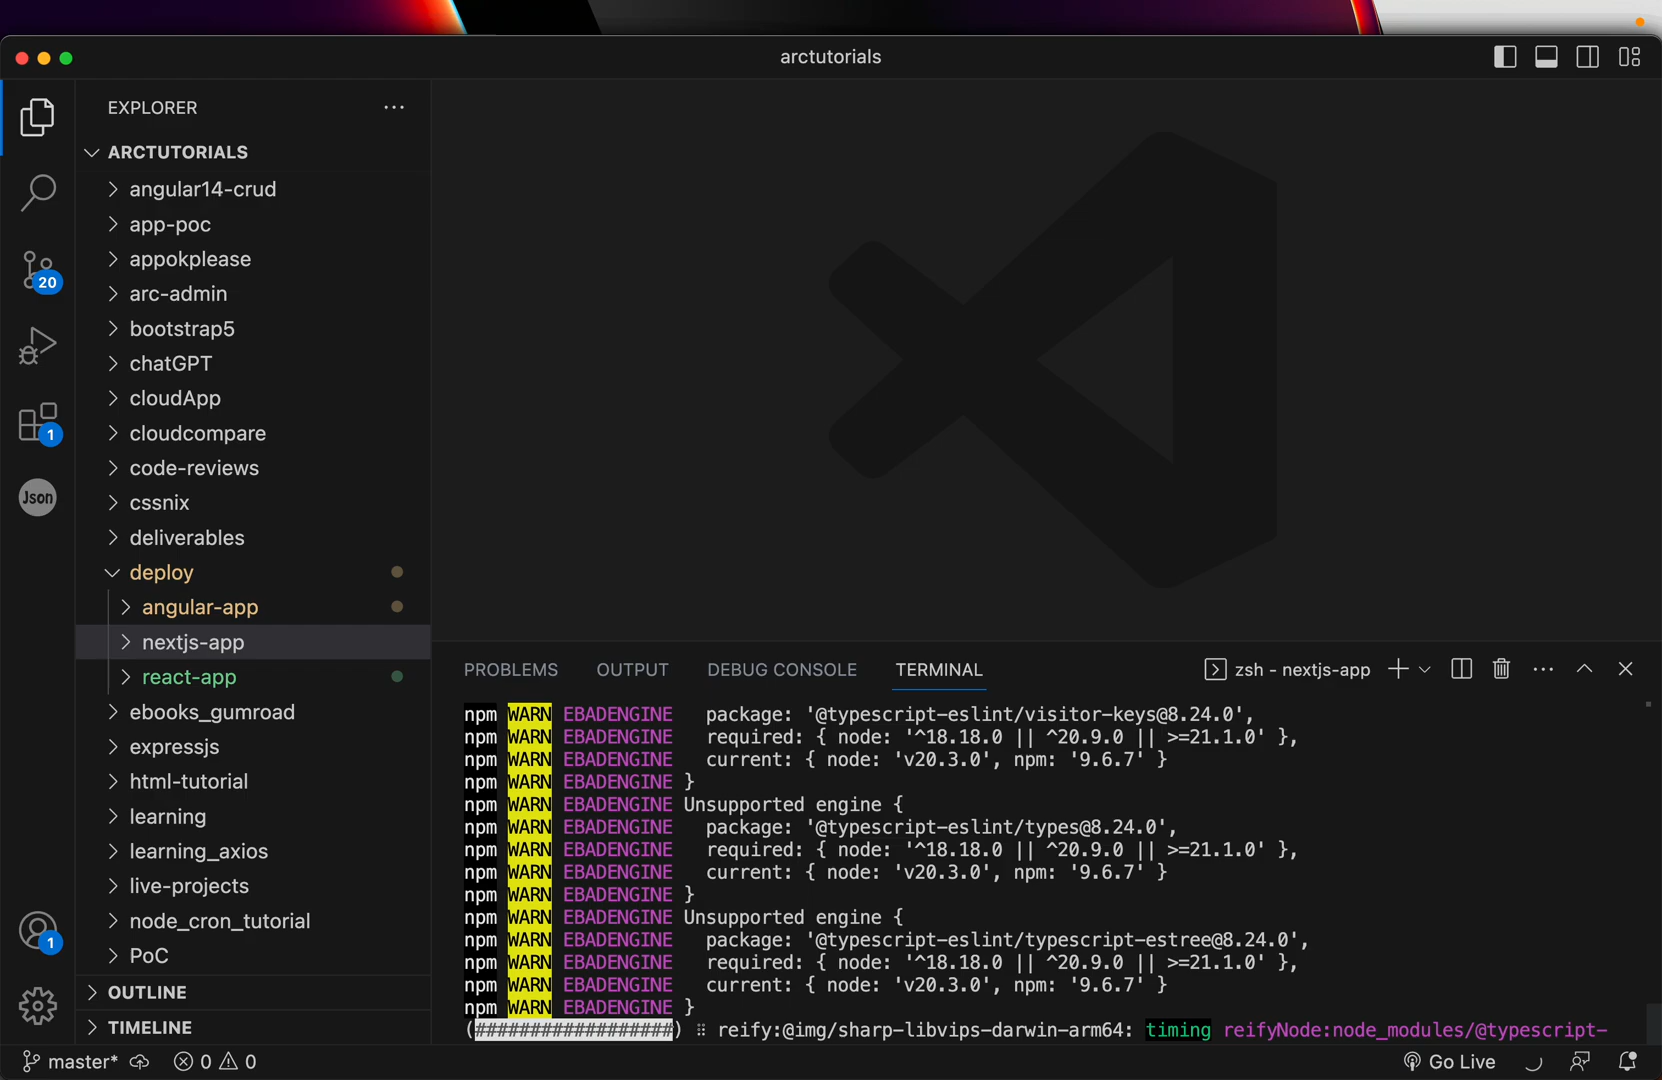 arctutorials
EXPLORER
ARCTUTORIALS
angular14-crud
app-poc
appokplease
arc-admin
bootstrap5
chatGPT
cloudApp
cloudcompare
code-reviews
cssnix
deliverables
deploy
angular-app
nextjs-app
react-app
ebooks_gumroad
expressjs
html-tutorial
learning
learning_axios
live-projects
node_cron_tutorial
PoC
OUTLINE
TIMELINE
20
1
Json
1
PROBLEMS OUTPUT DEBUG CONSOLE TERMINAL zsh - nextjs-app
npm WARN EBADENGINE   package: '@typescript-eslint/visitor-keys@8.24.0',
npm WARN EBADENGINE   required: { node: '^18.18.0 || ^20.9.0 || >=21.1.0' },
npm WARN EBADENGINE   current: { node: 'v20.3.0', npm: '9.6.7' }
npm WARN EBADENGINE }
npm WARN EBADENGINE Unsupported engine {
npm WARN EBADENGINE   package: '@typescript-eslint/types@8.24.0',
npm WARN EBADENGINE   required: { node: '^18.18.0 || ^20.9.0 || >=21.1.0' },
npm WARN EBADENGINE   current: { node: 'v20.3.0', npm: '9.6.7' }
npm WARN EBADENGINE }
npm WARN EBADENGINE Unsupported engine {
npm WARN EBADENGINE   package: '@typescript-eslint/typescript-estree@8.24.0',
npm WARN EBADENGINE   required: { node: '^18.18.0 || ^20.9.0 || >=21.1.0' },
npm WARN EBADENGINE   current: { node: 'v20.3.0', npm: '9.6.7' }
npm WARN EBADENGINE }
(##################) ⠿ reify:@img/sharp-libvips-darwin-arm64: timing reifyNode:node_modules/@typescript-
master* 0 0 Go Live